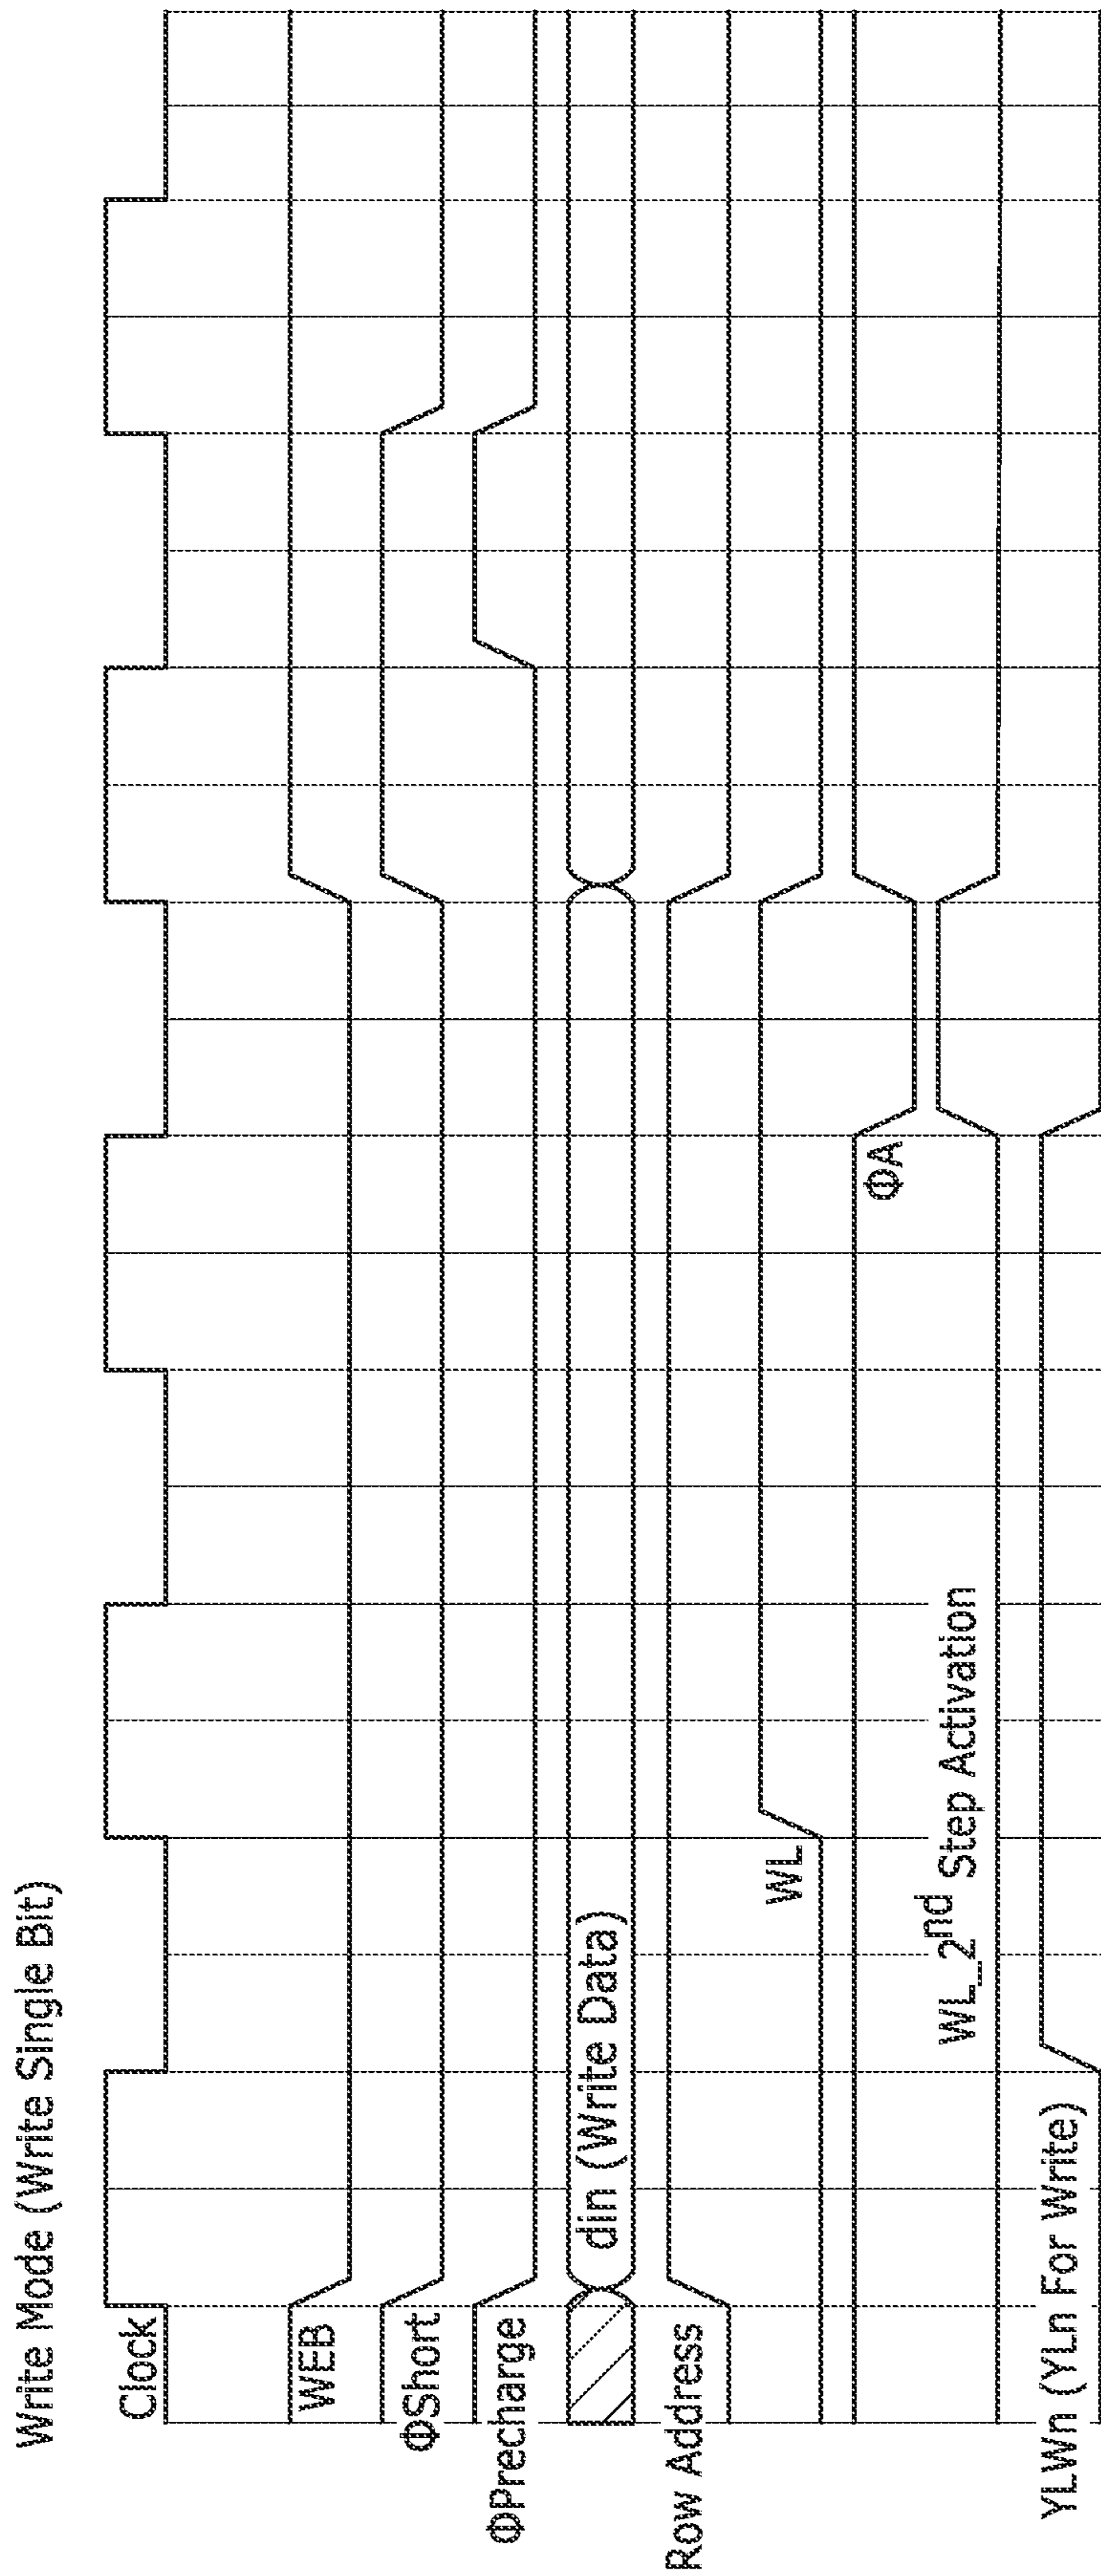 Write Mode (Write Single Bit)
Clock
WEB
ΦShort
ΦPrecharge
din (Write Data)
Row Address
WL
ΦA
WL_2nd Step Activation
YLWn (YLn For Write)